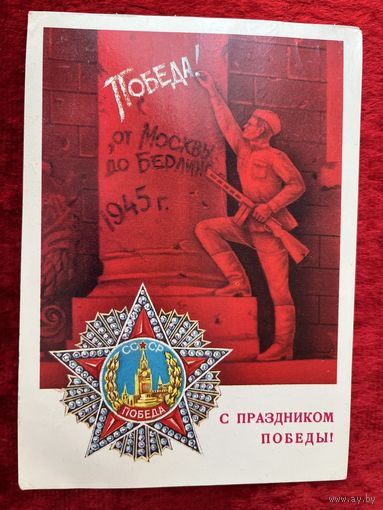 Победа!
от Москвы
до Берлина
1945 г.
СССР
ПОБЕДА
С ПРАЗДНИКОМ
ПОБЕДЫ!
www.ay.by